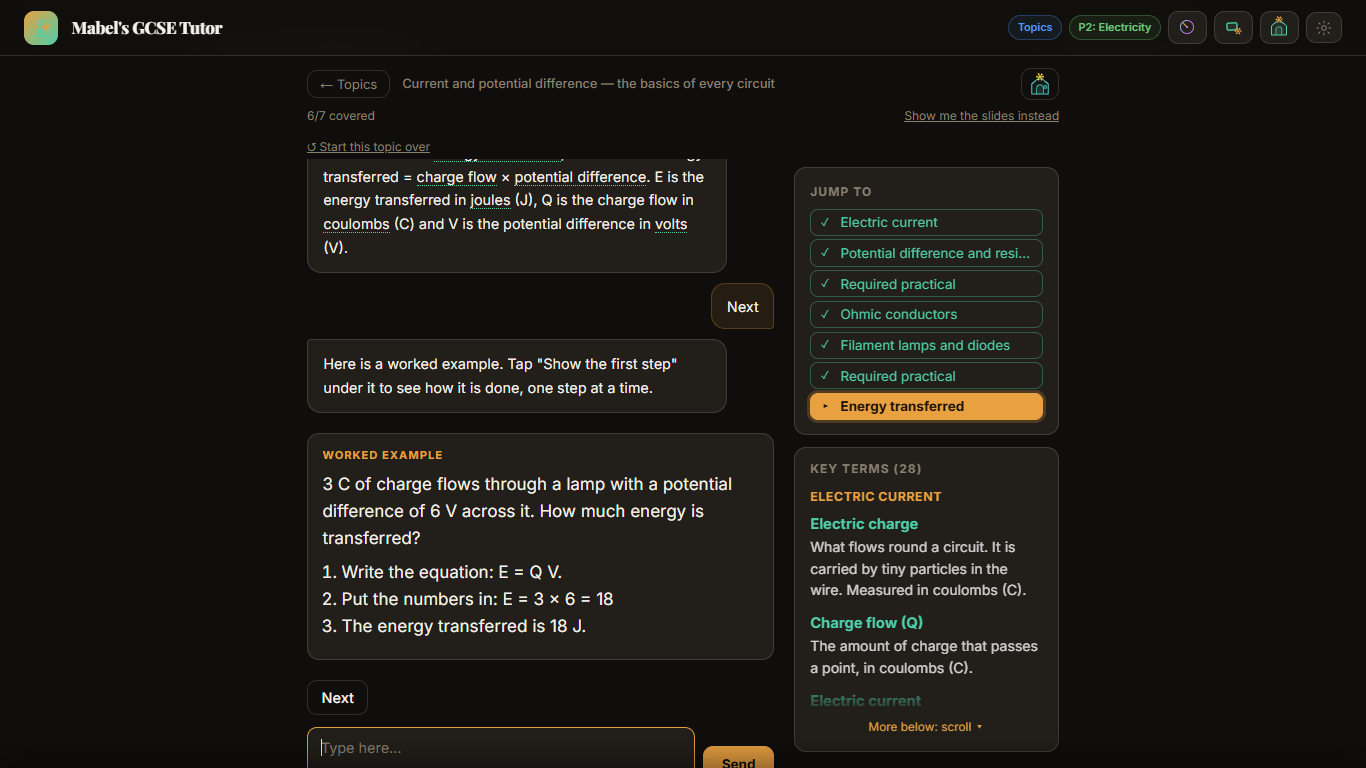 Mabel's GCSE Tutor
Topics
P2: Electricity
← Topics
Current and potential difference — the basics of every circuit
6/7 covered
Show me the slides instead
↺ Start this topic over
transferred = charge flow × potential difference. E is the
energy transferred in joules (J), Q is the charge flow in
coulombs (C) and V is the potential difference in volts
(V).
Next
Here is a worked example. Tap "Show the first step"
under it to see how it is done, one step at a time.
WORKED EXAMPLE
3 C of charge flows through a lamp with a potential
difference of 6 V across it. How much energy is
transferred?
1. Write the equation: E = Q V.
2. Put the numbers in: E = 3 × 6 = 18
3. The energy transferred is 18 J.
Next
Type here...
Send
JUMP TO
✓ Electric current
✓ Potential difference and resi...
✓ Required practical
✓ Ohmic conductors
✓ Filament lamps and diodes
✓ Required practical
▸ Energy transferred
KEY TERMS (28)
ELECTRIC CURRENT
Electric charge
What flows round a circuit. It is
carried by tiny particles in the
wire. Measured in coulombs (C).
Charge flow (Q)
The amount of charge that passes
a point, in coulombs (C).
Electric current
More below: scroll ▾